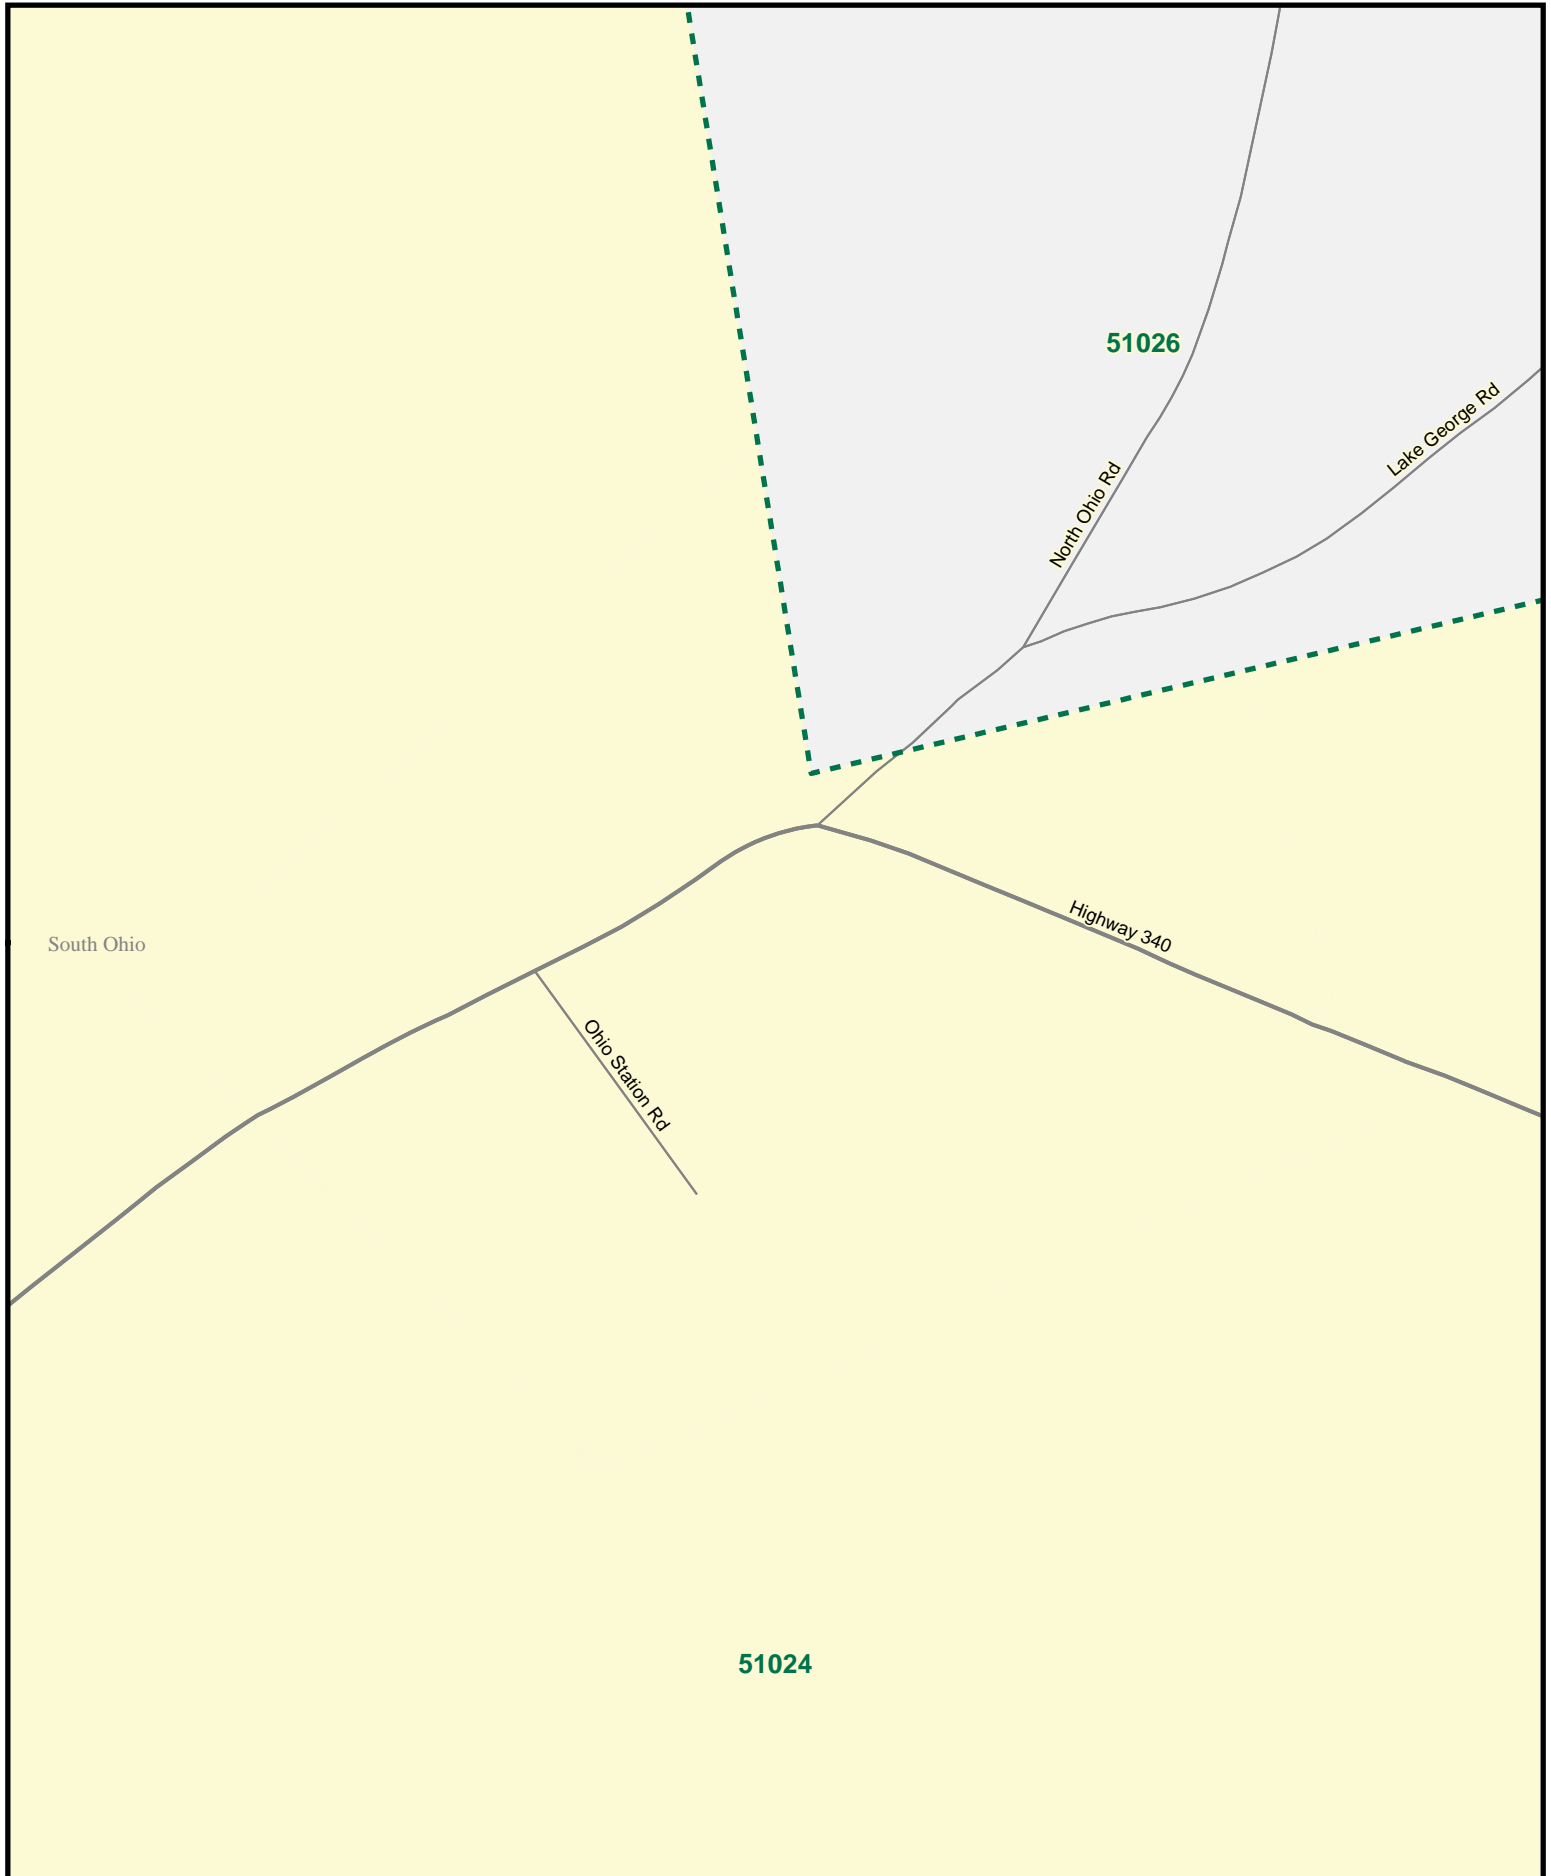 51026
Lake George Rd
North Ohio Rd
Highway 340
South Ohio
Ohio Station Rd
51024